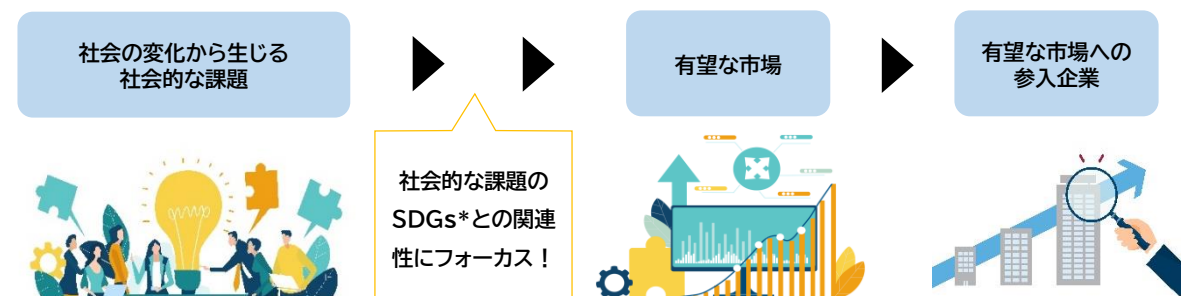 社会の変化から生じる
社会的な課題
社会的な課題の
SDGs*との関連
性にフォーカス!
有望な市場
有望な市場への
参入企業